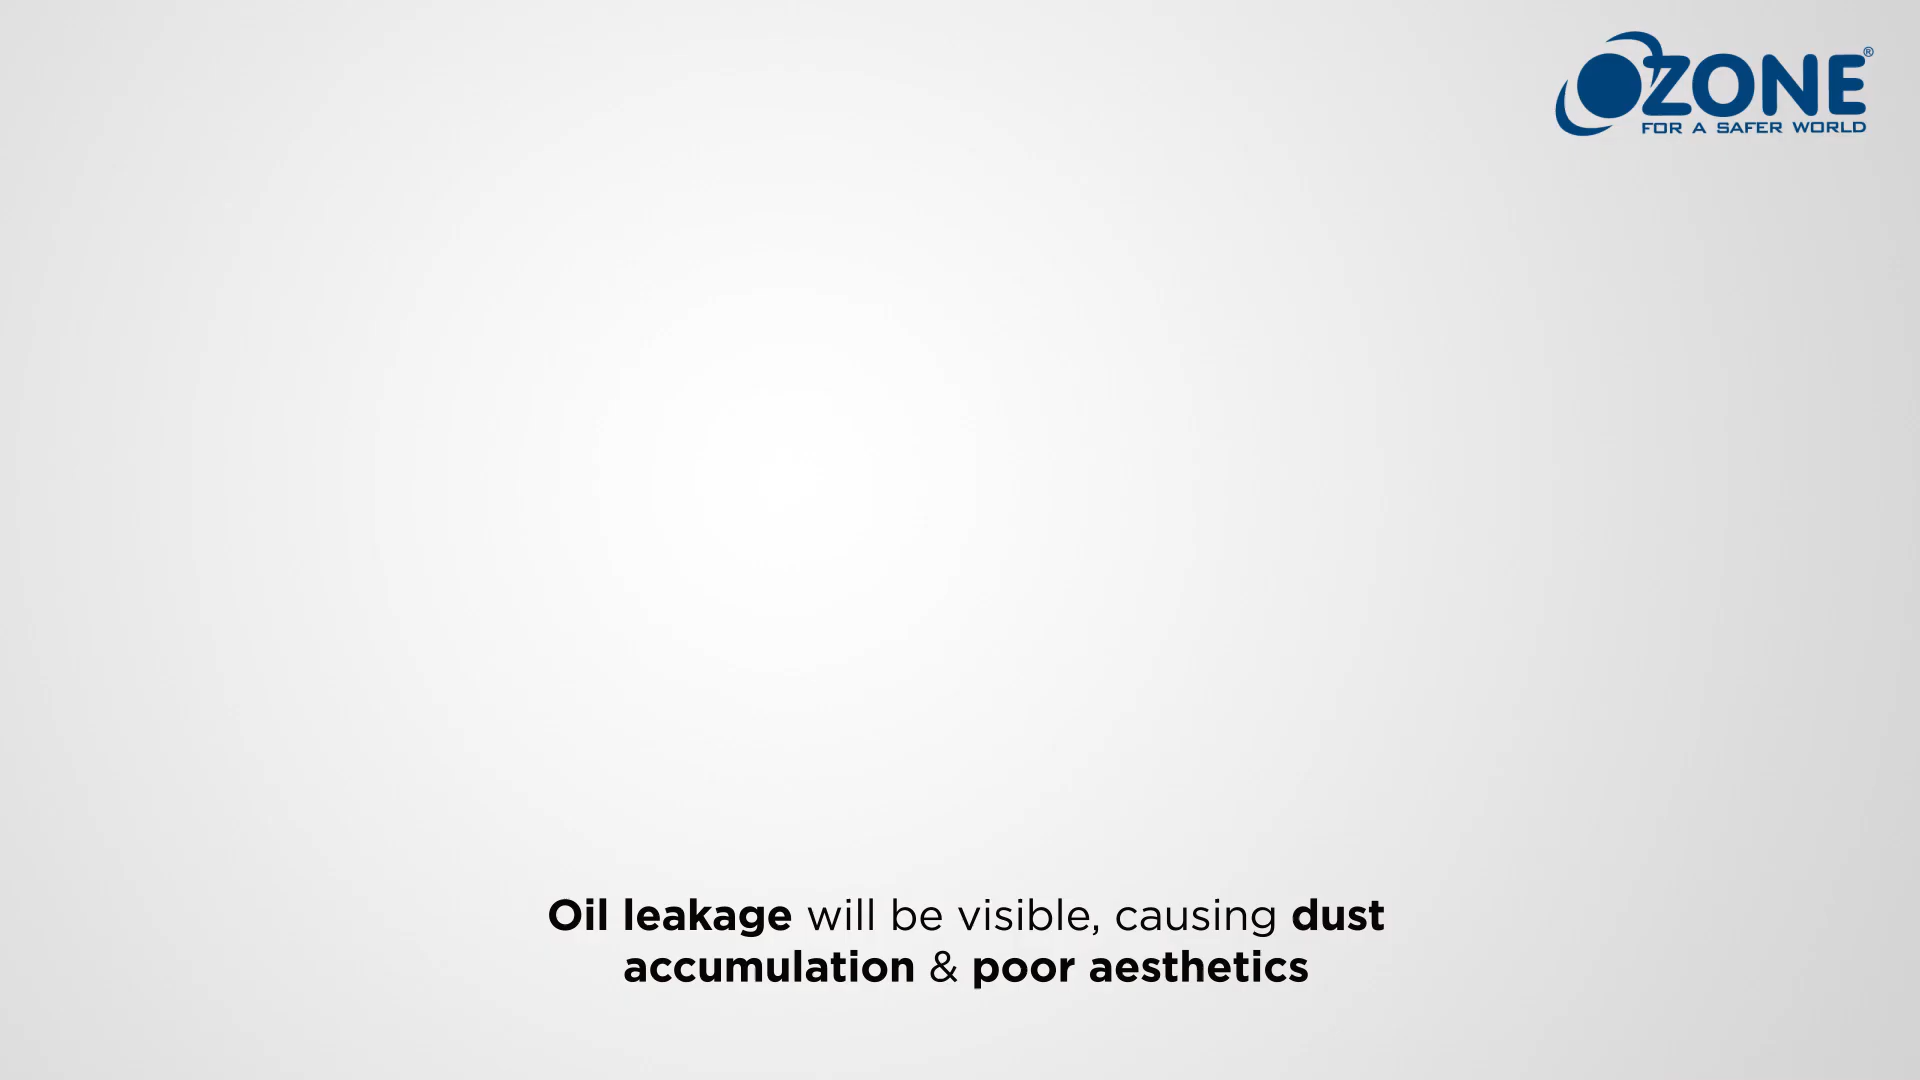 OZONE®
FOR A SAFER WORLD
Oil leakage will be visible, causing dust
accumulation & poor aesthetics